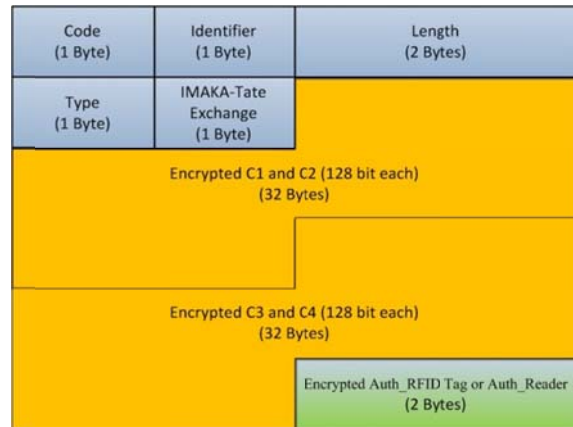 Code
(1 Byte)
Identifier
(1 Byte)
Length
(2 Bytes)
Type
(1 Byte)
IMAKA-Tate
Exchange
(1 Byte)
Encrypted C1 and C2 (128 bit each)
(32 Bytes)
Encrypted C3 and C4 (128 bit each)
(32 Bytes)
Encrypted Auth_RFID Tag or Auth_Reader
(2 Bytes)